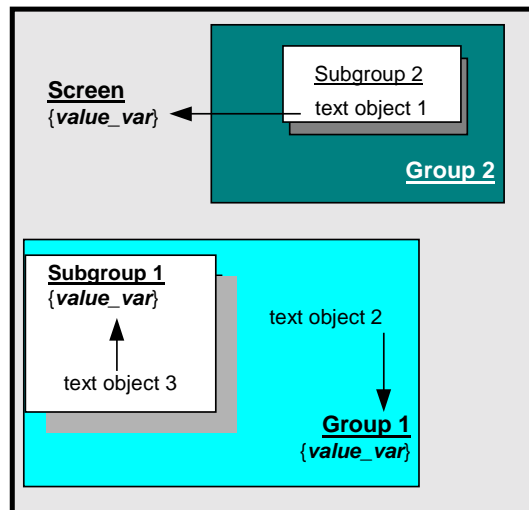 Subgroup 2
Screen
text object 1
{value_var}
Group 2
Subgroup 1
{value_var}
text object 2
text object 3
Group 1
{value_var}